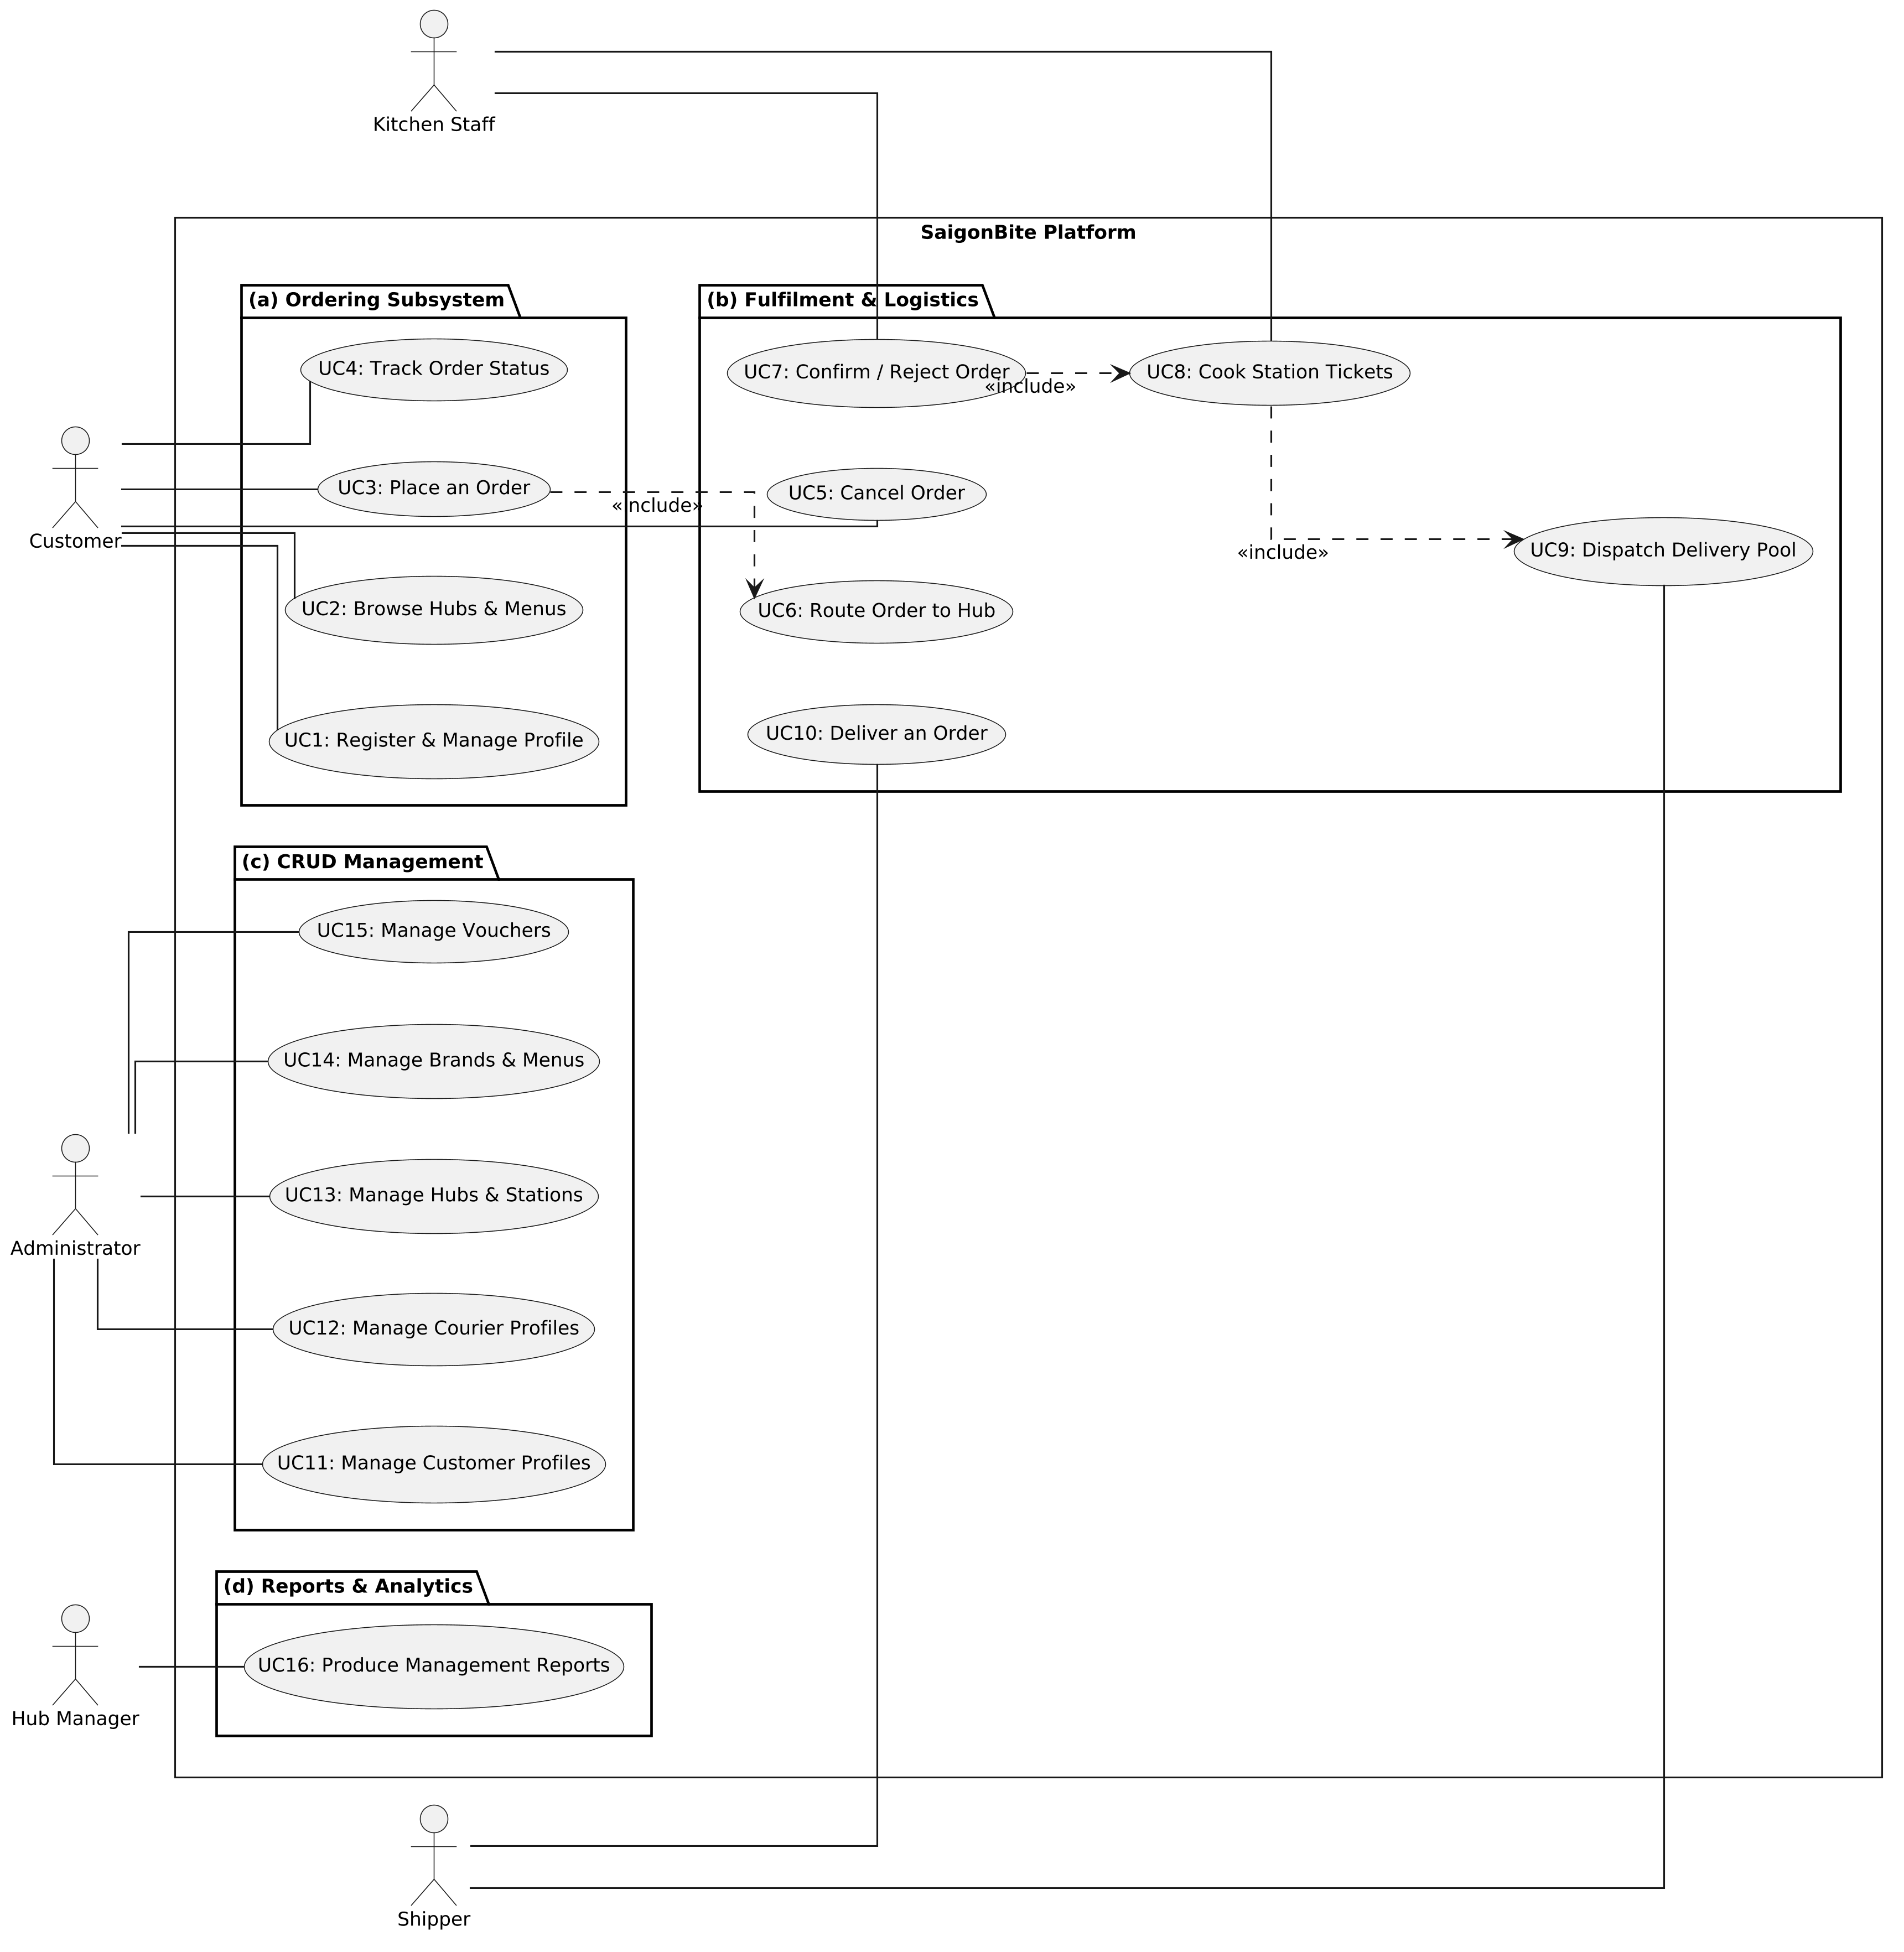 Kitchen Staff
SaigonBite Platform
(a) Ordering Subsystem
UC4: Track Order Status
UC3: Place an Order
«include»
UC2: Browse Hubs & Menus
UC1: Register & Manage Profile
Customer
(b) Fulfilment & Logistics
UC7: Confirm / Reject Order
«include»
UC8: Cook Station Tickets
UC5: Cancel Order
«include»
UC9: Dispatch Delivery Pool
UC6: Route Order to Hub
UC10: Deliver an Order
(c) CRUD Management
UC15: Manage Vouchers
UC14: Manage Brands & Menus
UC13: Manage Hubs & Stations
Administrator
UC12: Manage Courier Profiles
UC11: Manage Customer Profiles
(d) Reports & Analytics
UC16: Produce Management Reports
Hub Manager
Shipper